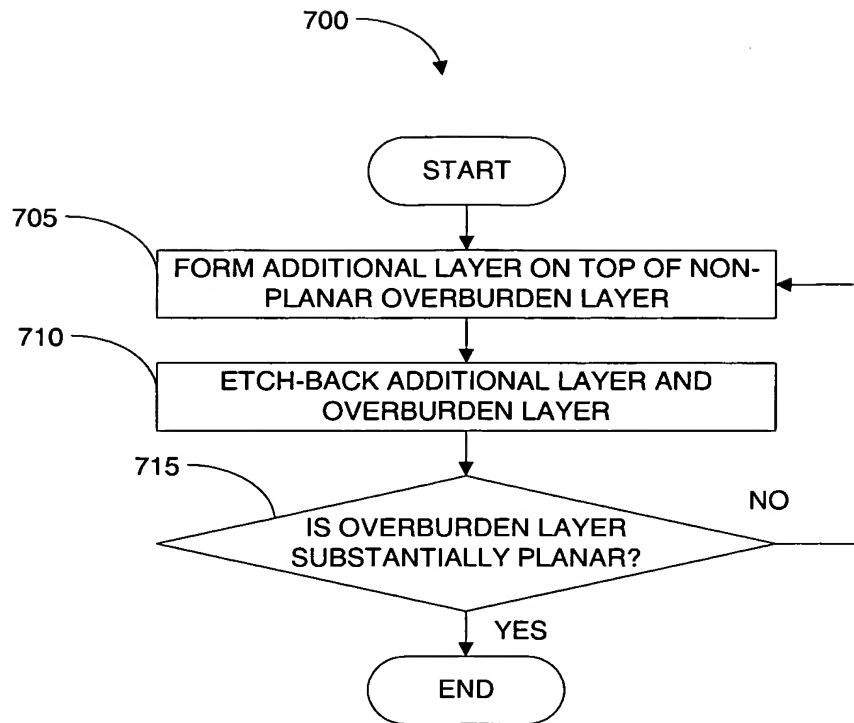 700
START
705
FORM ADDITIONAL LAYER ON TOP OF NON-
PLANAR OVERBURDEN LAYER
710
ETCH-BACK ADDITIONAL LAYER AND
OVERBURDEN LAYER
715
NO
IS OVERBURDEN LAYER
SUBSTANTIALLY PLANAR?
YES
END